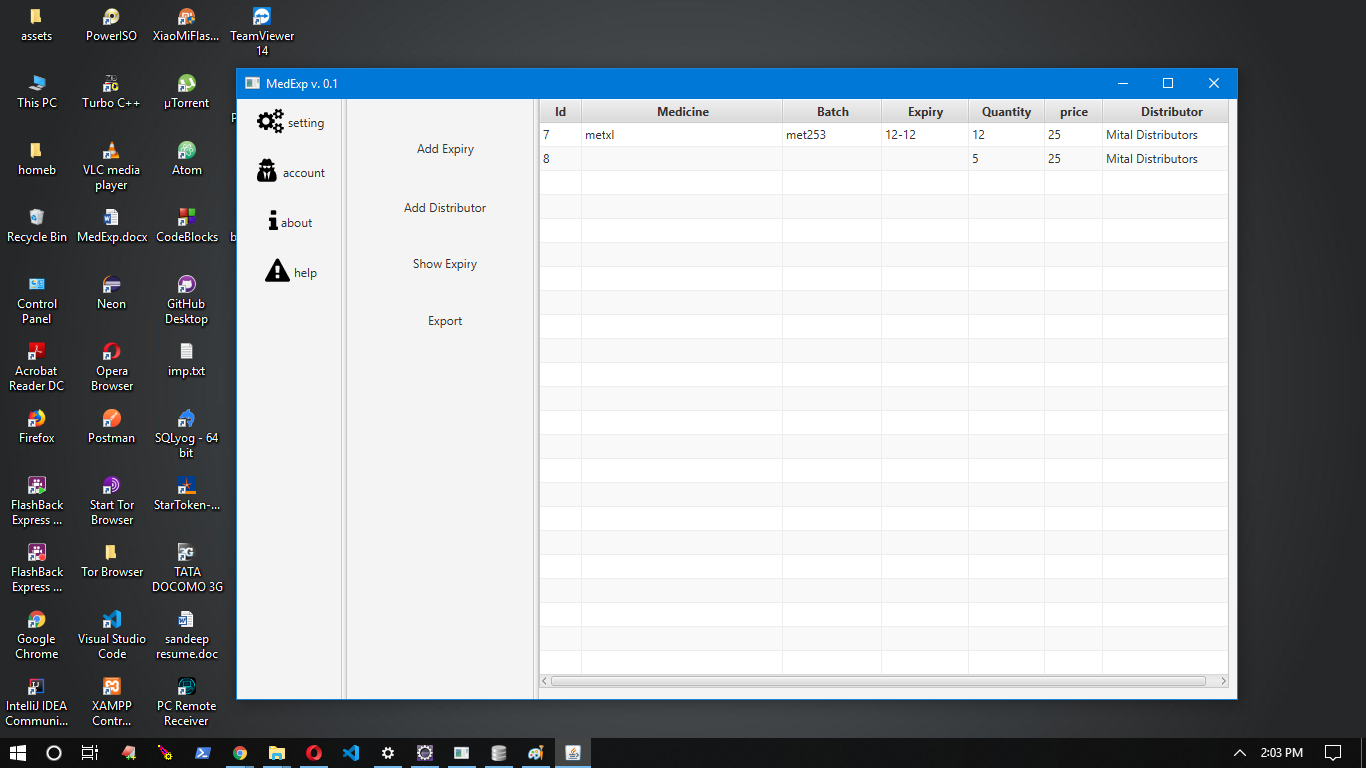 assets
PowerISO
XiaoMiFlas...
TeamViewer
14
This PC
Turbo C++
µTorrent
homeb
VLC media
player
Atom
Recycle Bin
MedExp.docx
CodeBlocks
Control
Panel
Neon
GitHub
Desktop
Acrobat
Reader DC
Opera
Browser
imp.txt
Firefox
Postman
SQLyog - 64
bit
FlashBack
Express ...
Start Tor
Browser
StarToken-...
FlashBack
Express ...
Tor Browser
TATA
DOCOMO 3G
Google
Chrome
Visual Studio
Code
sandeep
resume.doc
IntelliJ IDEA
Communi...
XAMPP
Contr...
PC Remote
Receiver
MedExp v. 0.1
setting
account
about
help
Add Expiry
Add Distributor
Show Expiry
Export
Id Medicine Batch Expiry Quantity price Distributor
7 metxl met253 12-12 12 25 Mital Distributors
8 5 25 Mital Distributors
2:03 PM